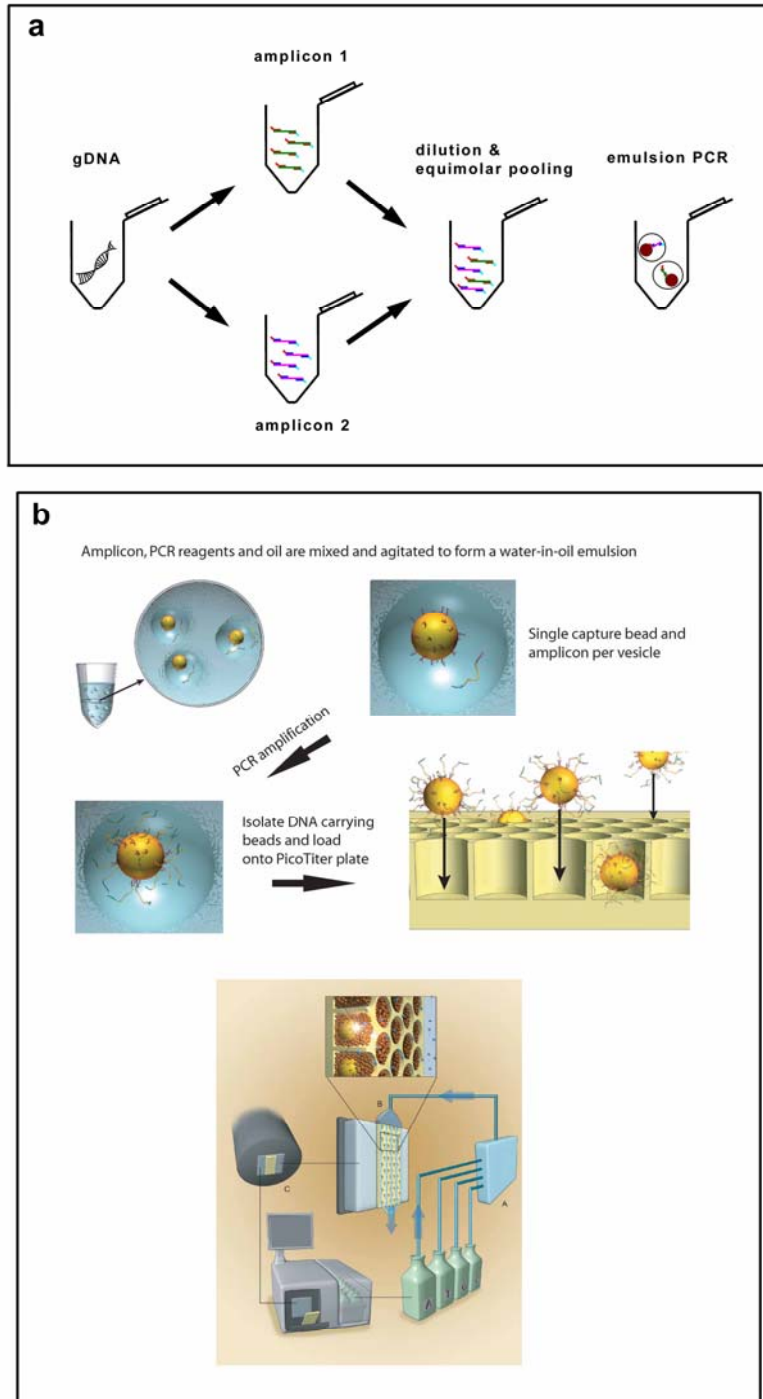 a
amplicon 1
gDNA
dilution &
equimolar pooling
emulsion PCR
amplicon 2
b
Amplicon, PCR reagents and oil are mixed and agitated to form a water-in-oil emulsion
Single capture bead and
amplicon per vesicle
PCR amplification
Isolate DNA carrying
beads and load
onto PicoTiter plate
B
C
A